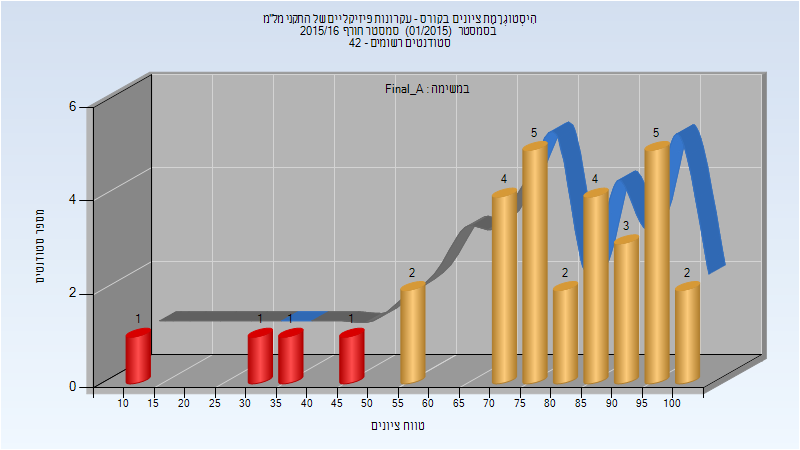 היסטוגרמת ציונים בקורס - עקרונות פיזיקליים של התקני מל"מ
בסמסטר (01/2015) סמסטר חורף 2015/16
סטודנטים רשומים - 42
במשימה : Final_A
מספר סטודנטים
6
4
2
0
1
1
1
1
2
4
5
2
4
3
5
2
10 15 20 25 30 35 40 45 50 55 60 65 70 75 80 85 90 95 100
טווח ציונים